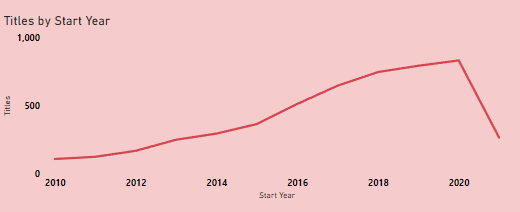 Titles by Start Year
1,000
500
0
Titles
2010 2012 2014 2016 2018 2020
Start Year